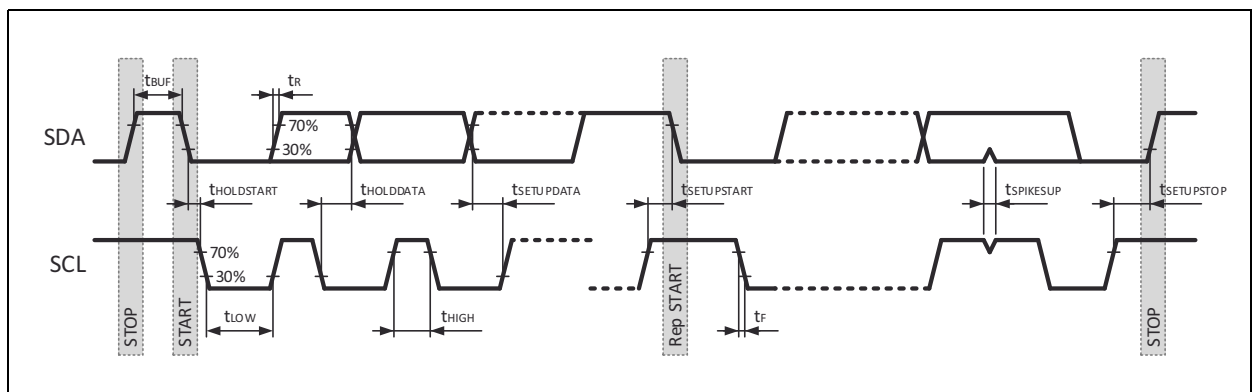 tBUF
tR
SDA
70%
30%
tHOLDSTART
tHOLDDATA
tSETUPDATA
tSETUPSTART
tSPIKESUP
tSETUPSTOP
SCL
70%
30%
tLOW
tHIGH
tF
STOP
START
Rep START
STOP